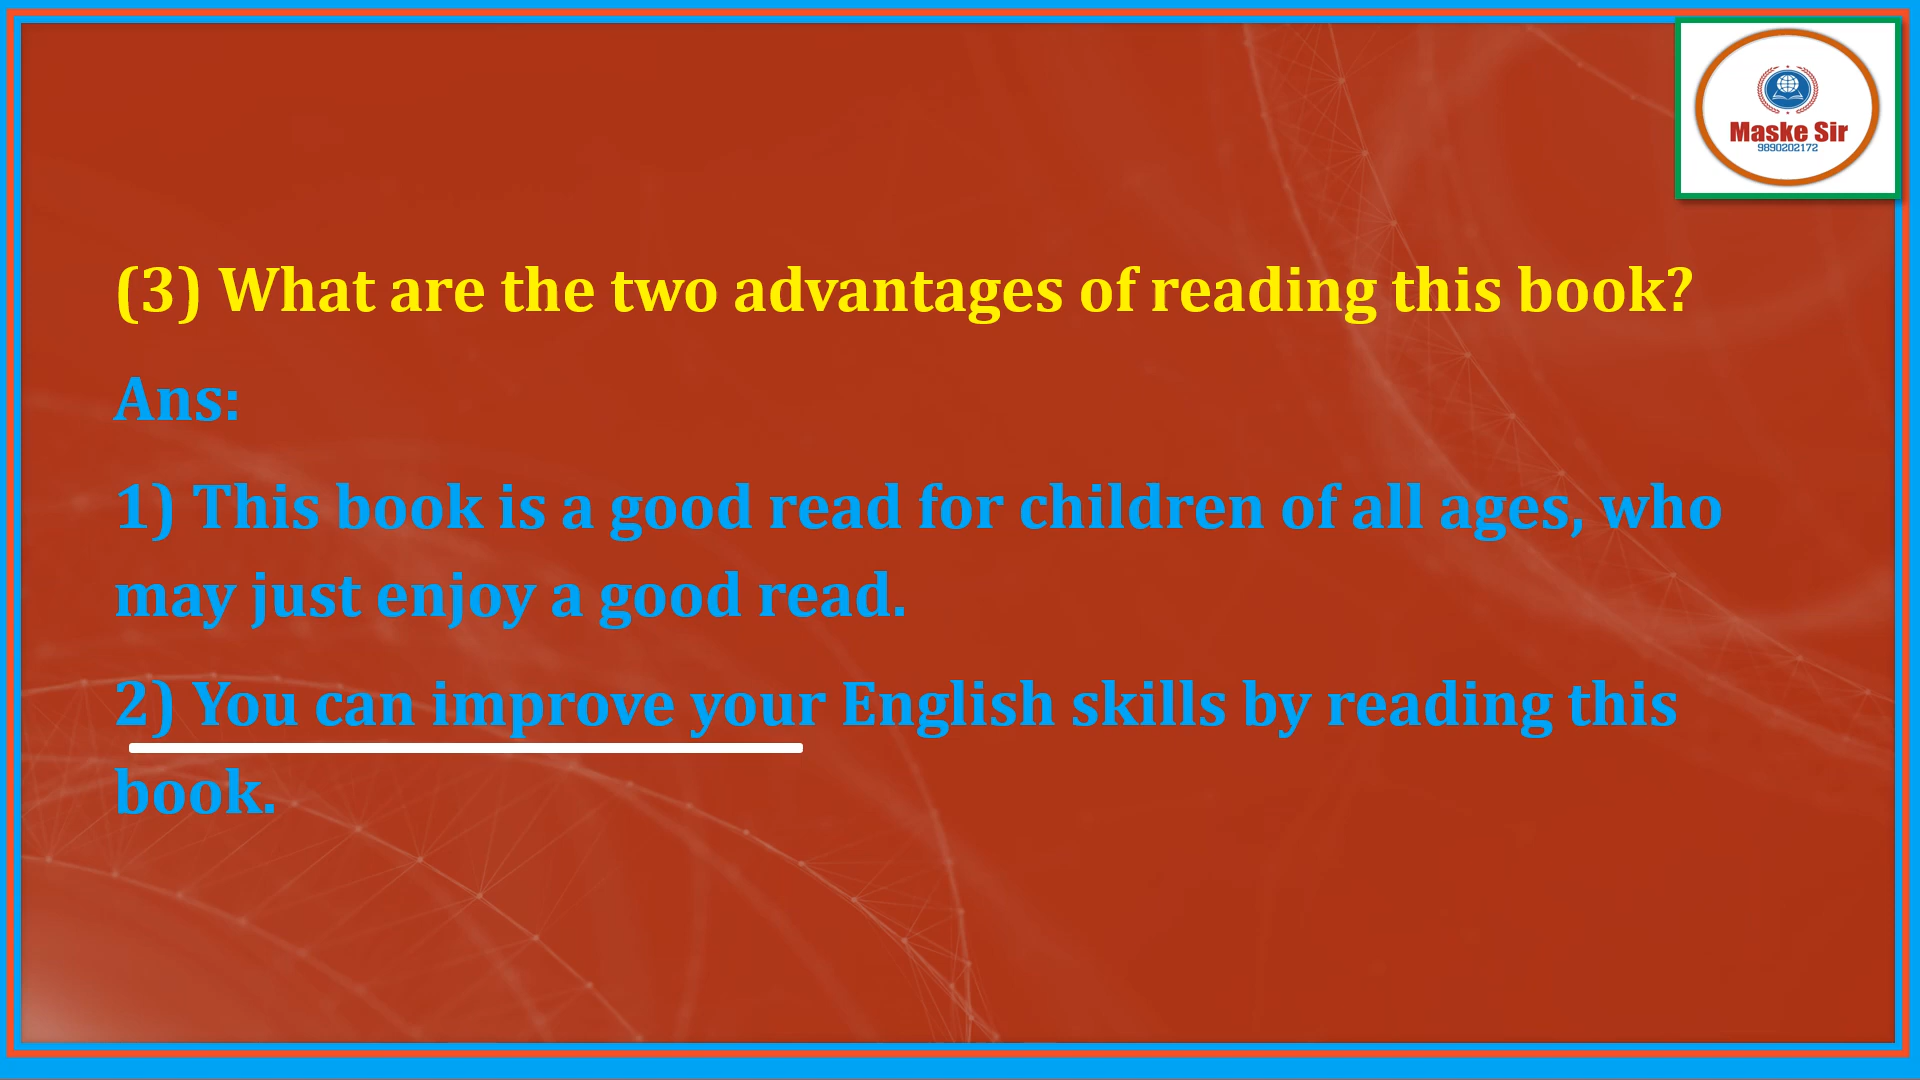 Maske Sir
9890202172
(3) What are the two advantages of reading this book?
Ans:
1) This book is a good read for children of all ages, who
may just enjoy a good read.
2) You can improve your English skills by reading this
book.